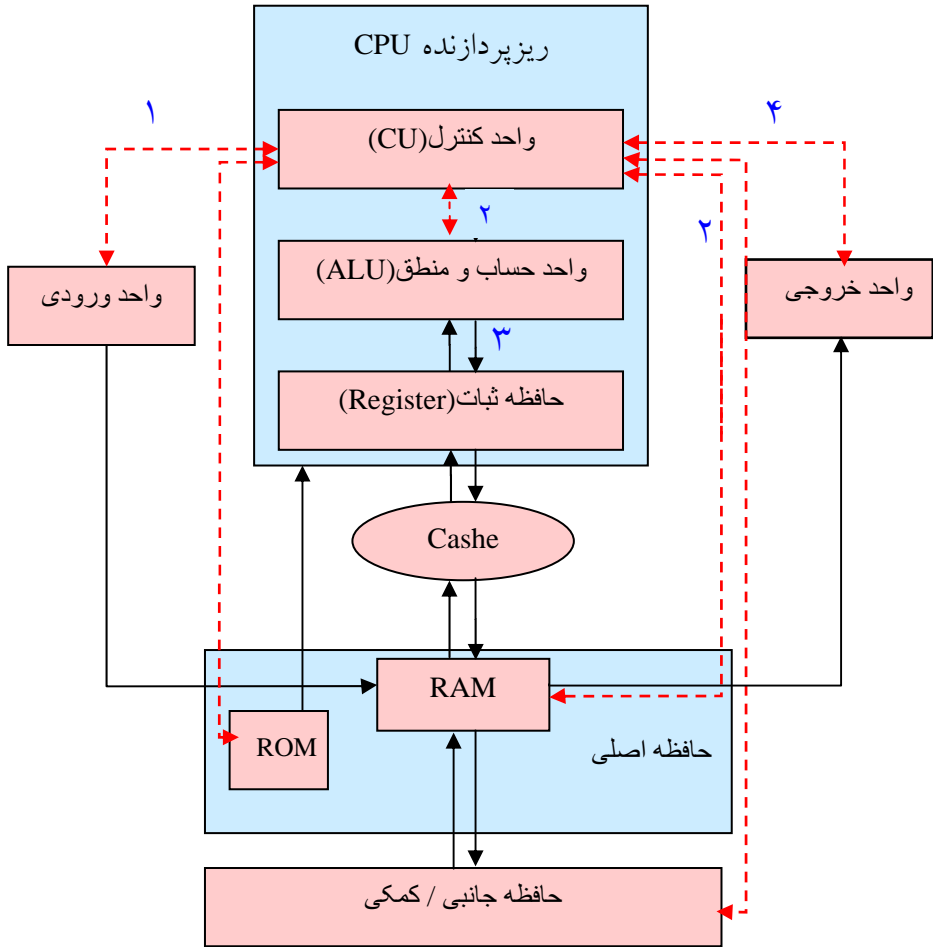 ریزپردازنده CPU
۱
۴
واحد کنترل(CU)
۲
۲
واحد حساب و منطق(ALU)
واحد ورودی
واحد خروجی
۳
حافظه ثبات(Register)
Cashe
RAM
ROM
حافظه اصلی
حافظه جانبی / کمکی